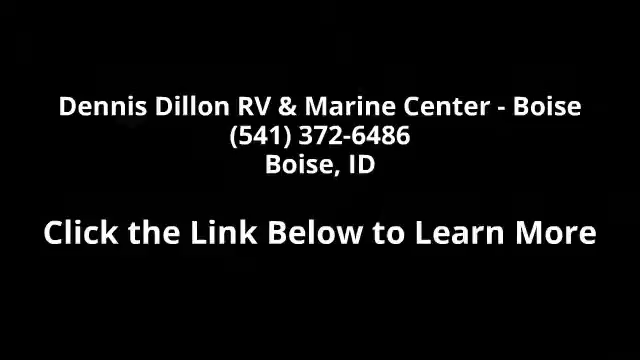 Dennis Dillon RV & Marine Center - Boise
(541) 372-6486
Boise, ID
Click the Link Below to Learn More